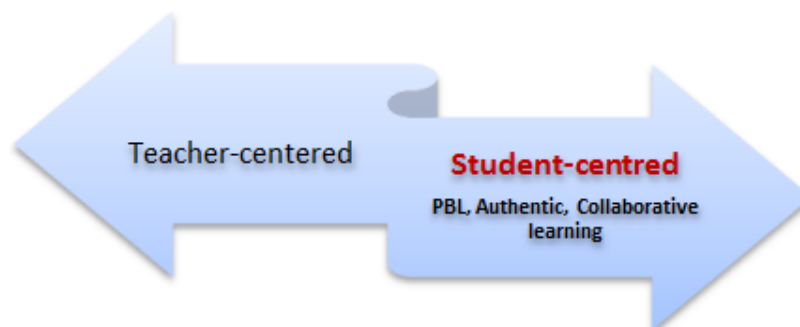 Teacher-centered
Student-centred
PBL, Authentic, Collaborative
learning